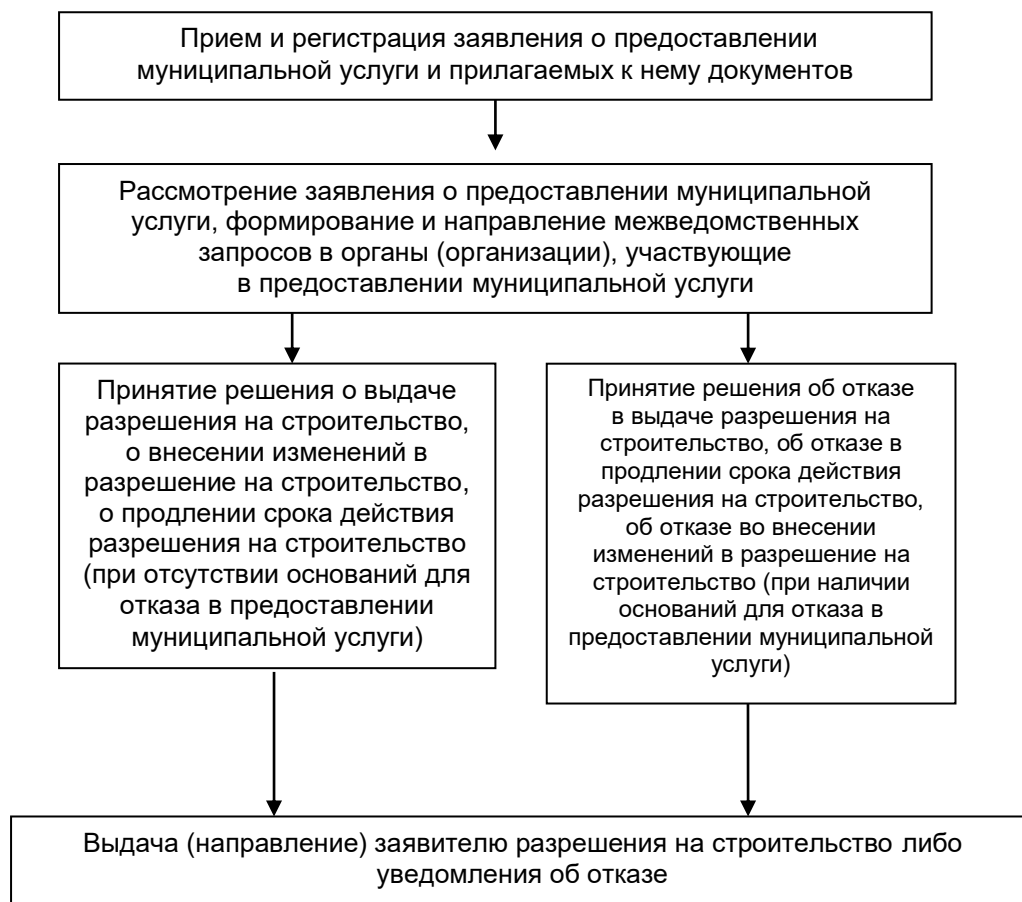 Прием и регистрация заявления о предоставлении
муниципальной услуги и прилагаемых к нему документов
Рассмотрение заявления о предоставлении муниципальной
услуги, формирование и направление межведомственных
запросов в органы (организации), участвующие
в предоставлении муниципальной услуги
Принятие решения о выдаче
разрешения на строительство,
о внесении изменений в
разрешение на строительство,
о продлении срока действия
разрешения на строительство
(при отсутствии оснований для
отказа в предоставлении
муниципальной услуги)
Принятие решения об отказе
в выдаче разрешения на
строительство, об отказе в
продлении срока действия
разрешения на строительство,
об отказе во внесении
изменений в разрешение на
строительство (при наличии
оснований для отказа в
предоставлении муниципальной
услуги)
Выдача (направление) заявителю разрешения на строительство либо
уведомления об отказе